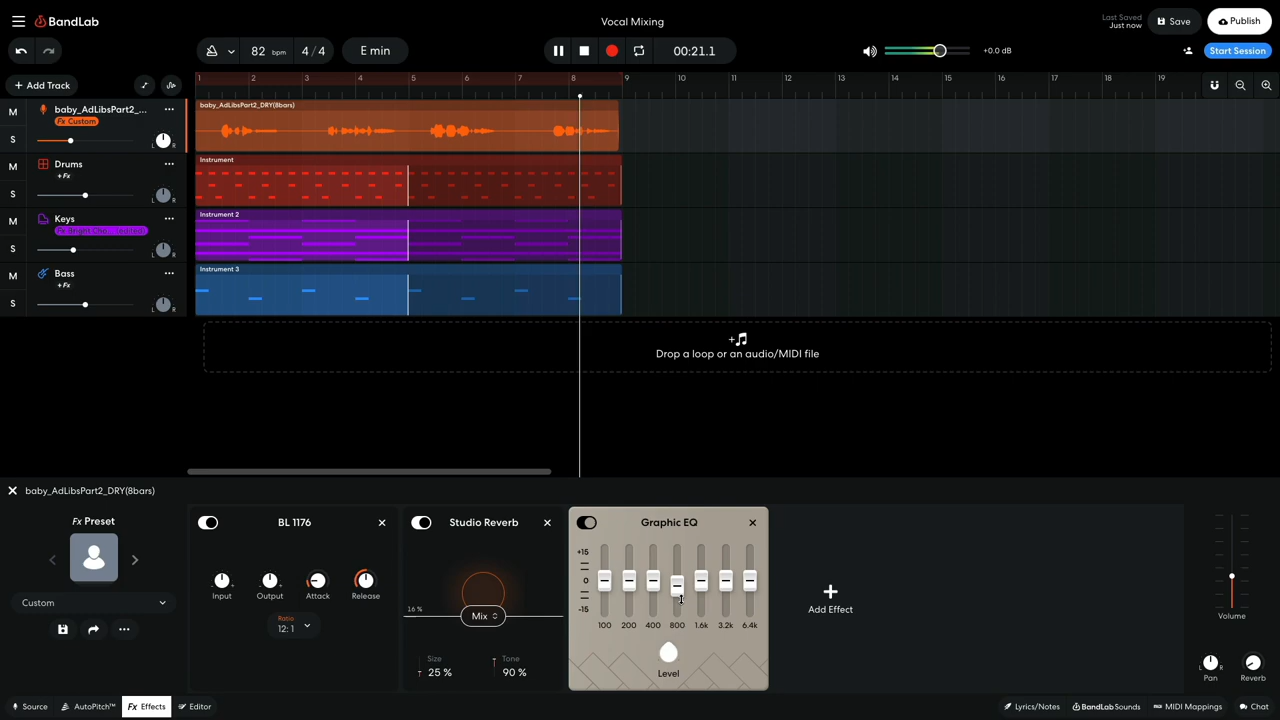 BandLab
Vocal Mixing
Last Saved
Just now
Save
Publish
82 bpm
4 / 4
E min
00:21.1
+0.0 dB
Start Session
+ Add Track
1 2 3 4 5 6 7 8 9 10 11 12 13 14 15 16 17 18 19
M
baby_AdLibsPart2_...
Fx Custom
S
L R
baby_AdLibsPart2_DRY(8bars)
M
Drums
+Fx
S
L R
Instrument
M
Keys
Fx Bright Cho... (edited)
S
L R
Instrument 2
M
Bass
+Fx
S
L R
Instrument 3
Drop a loop or an audio/MIDI file
baby_AdLibsPart2_DRY(8bars)
Fx Preset
Custom
BL 1176
Input
Output
Attack
Release
Ratio
12: 1
Studio Reverb
16 %
Mix
Size
25 %
Tone
90 %
Graphic EQ
+15
0
-15
100 200 400 800 1.6k 3.2k 6.4k
Level
Add Effect
Volume
L R
Pan
Reverb
Source
AutoPitch™
Fx Effects
Editor
Lyrics/Notes
BandLab Sounds
MIDI Mappings
Chat